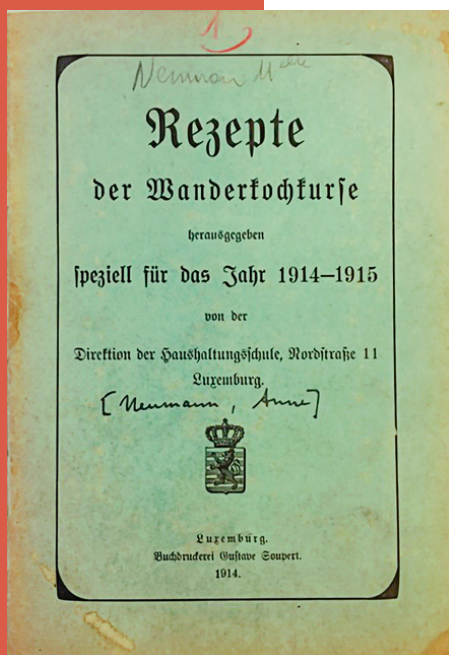 1
Neumann Melle
Rezepte
der Wanderkochkurse
herausgegeben
speziell für das Jahr 1914—1915
von der
Direktion der Haushaltungsschule, Nordstraße 11
Luxemburg.
[Neumann, Anne]
Luxemburg.
Buchdruckerei Gustave Soupert.
1914.